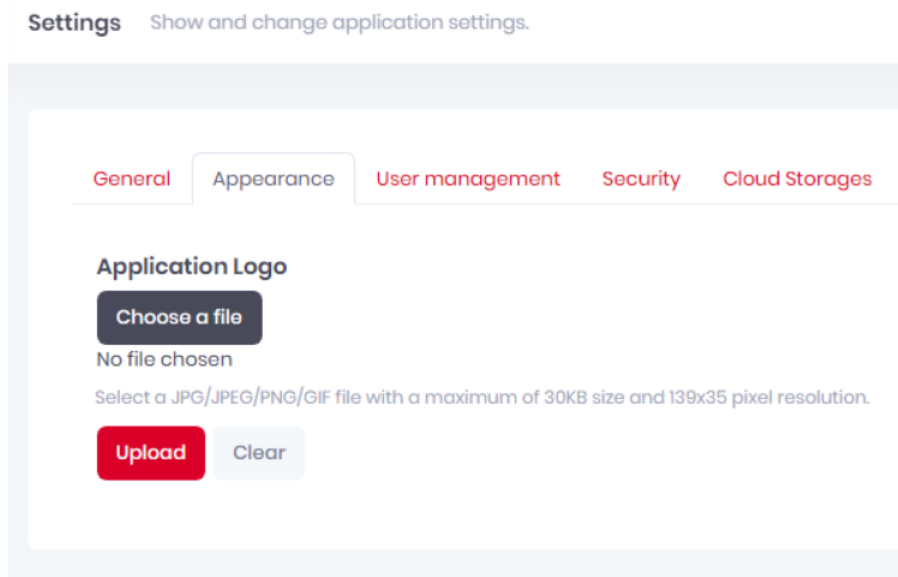 Settings Show and change application settings.
General Appearance User management Security Cloud Storages
Application Logo
Choose a file
No file chosen
Select a JPG/JPEG/PNG/GIF file with a maximum of 30KB size and 139x35 pixel resolution.
Upload Clear